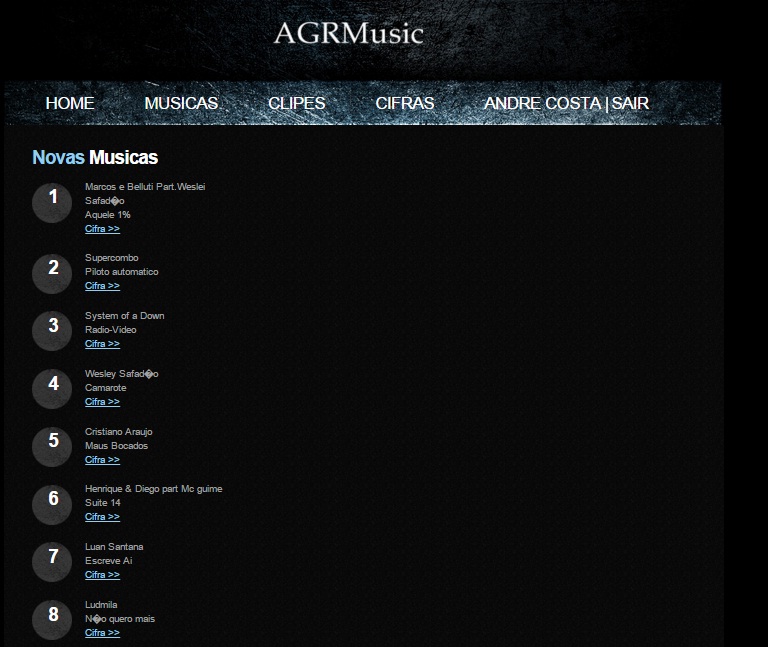 AGRMusic
HOME MUSICAS CLIPES CIFRAS ANDRE COSTA | SAIR
Novas Musicas
1
Marcos e Belluti Part.Weslei
Safad�o
Aquele 1%
Cifra >>
2
Supercombo
Piloto automatico
Cifra >>
3
System of a Down
Radio-Video
Cifra >>
4
Wesley Safad�o
Camarote
Cifra >>
5
Cristiano Araujo
Maus Bocados
Cifra >>
6
Henrique & Diego part Mc guime
Suite 14
Cifra >>
7
Luan Santana
Escreve Ai
Cifra >>
8
Ludmila
N�o quero mais
Cifra >>